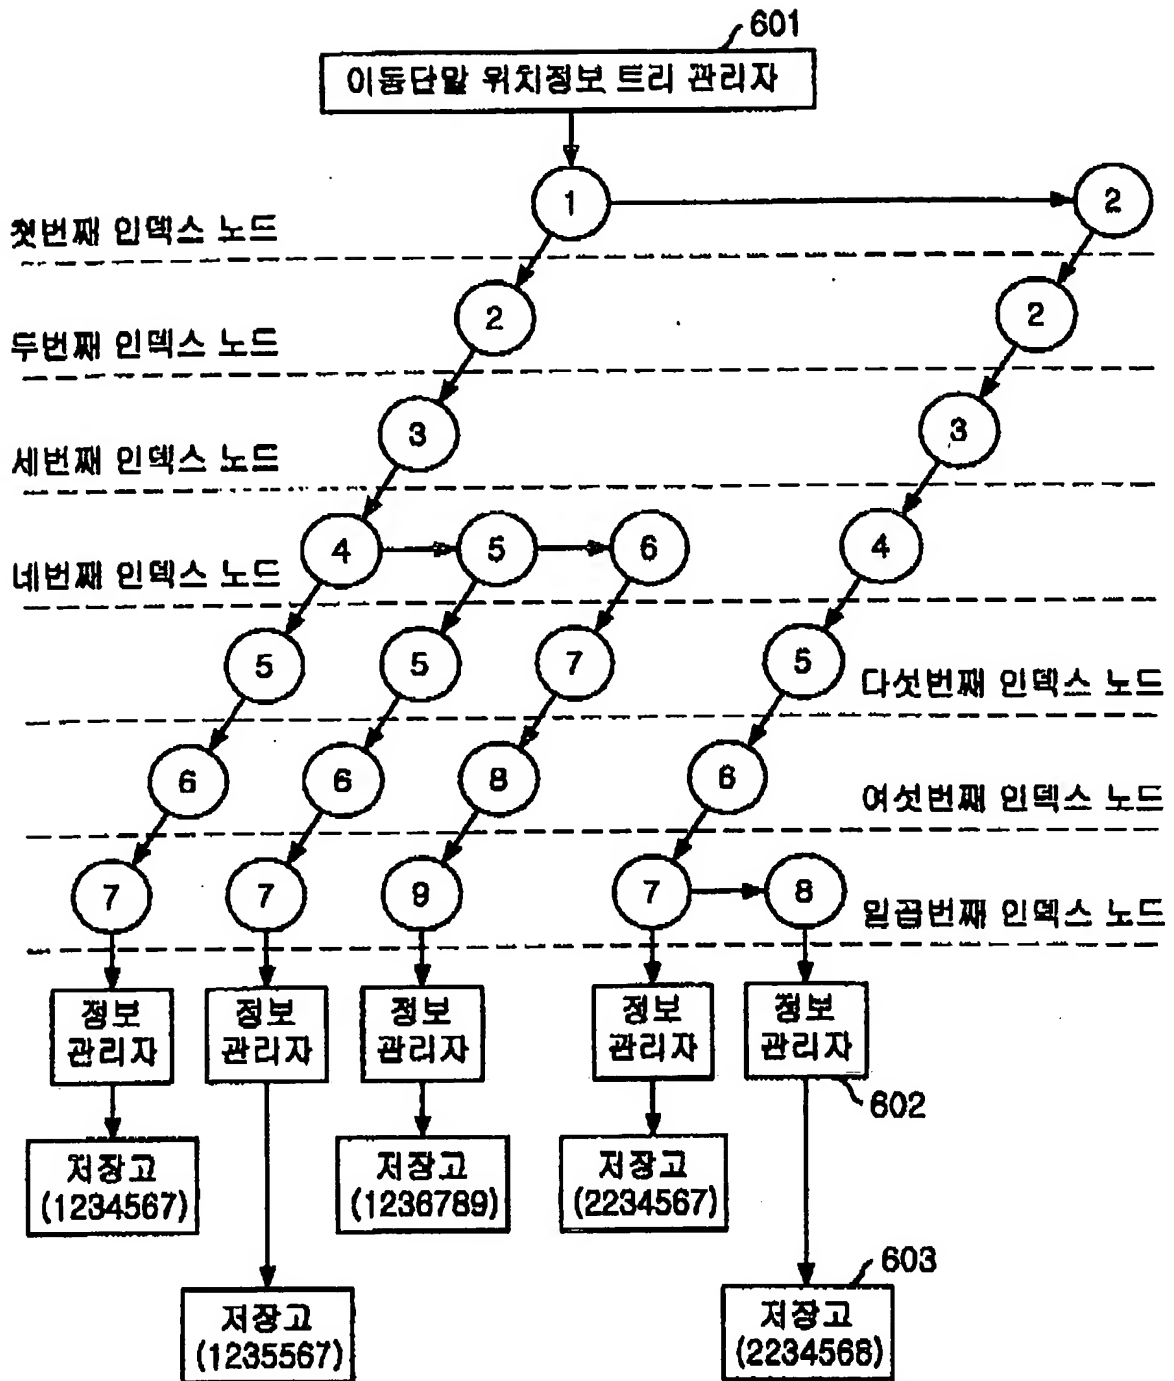 601
이동단말 위치정보 트리 관리자
1
2
첫번째 인덱스 노드
2
2
두번째 인덱스 노드
3
3
세번째 인덱스 노드
4
5
6
4
네번째 인덱스 노드
5
5
7
5
다섯번째 인덱스 노드
6
6
8
6
여섯번째 인덱스 노드
7
7
9
7
8
일곱번째 인덱스 노드
정보
관리자
정보
관리자
정보
관리자
정보
관리자
정보
관리자
602
저장고
(1234567)
저장고
(1236789)
저장고
(2234567)
603
저장고
(1235567)
저장고
(2234568)